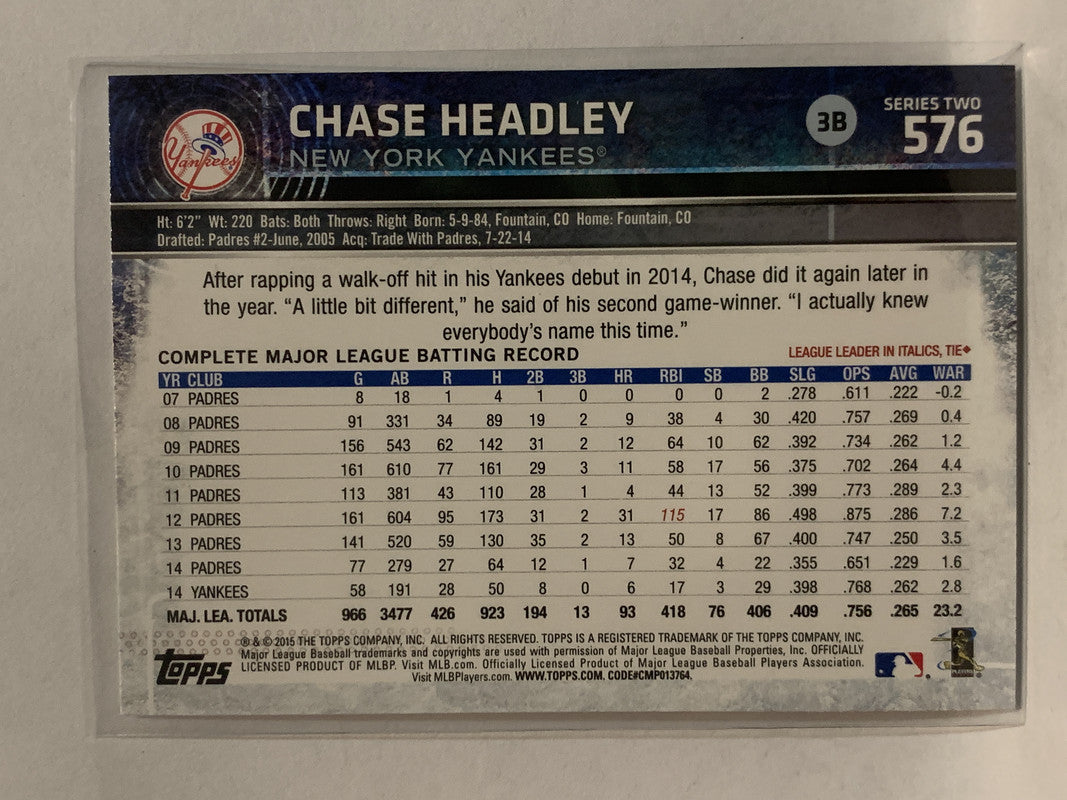 Yankees
CHASE HEADLEY
NEW YORK YANKEES®
3B
SERIES TWO
576
Ht: 6'2" Wt: 220 Bats: Both Throws: Right Born: 5-9-84, Fountain, CO Home: Fountain, CO
Drafted: Padres #2-June, 2005 Acq: Trade With Padres, 7-22-14
After rapping a walk-off hit in his Yankees debut in 2014, Chase did it again later in
the year. “A little bit different,” he said of his second game-winner. “I actually knew
everybody's name this time.”
COMPLETE MAJOR LEAGUE BATTING RECORD LEAGUE LEADER IN ITALICS, TIE◆
YR CLUB G AB R H 2B 3B HR RBI SB BB SLG OPS AVG WAR
07 PADRES 8 18 1 4 1 0 0 0 0 2 .278 .611 .222 -0.2
08 PADRES 91 331 34 89 19 2 9 38 4 30 .420 .757 .269 0.4
09 PADRES 156 543 62 142 31 2 12 64 10 62 .392 .734 .262 1.2
10 PADRES 161 610 77 161 29 3 11 58 17 56 .375 .702 .264 4.4
11 PADRES 113 381 43 110 28 1 4 44 13 52 .399 .773 .289 2.3
12 PADRES 161 604 95 173 31 2 31 115 17 86 .498 .875 .286 7.2
13 PADRES 141 520 59 130 35 2 13 50 8 67 .400 .747 .250 3.5
14 PADRES 77 279 27 64 12 1 7 32 4 22 .355 .651 .229 1.6
14 YANKEES 58 191 28 50 8 0 6 17 3 29 .398 .768 .262 2.8
MAJ. LEA. TOTALS 966 3477 426 923 194 13 93 418 76 406 .409 .756 .265 23.2
® & © 2015 THE TOPPS COMPANY, INC. ALL RIGHTS RESERVED. TOPPS IS A REGISTERED TRADEMARK OF THE TOPPS COMPANY, INC.
Major League Baseball trademarks and copyrights are used with permission of Major League Baseball Properties, Inc. OFFICIALLY
LICENSED PRODUCT OF MLBP. Visit MLB.com. Officially Licensed Product of Major League Baseball Players Association.
Visit MLBPlayers.com. WWW.TOPPS.COM. CODE#CMP013764.
Topps